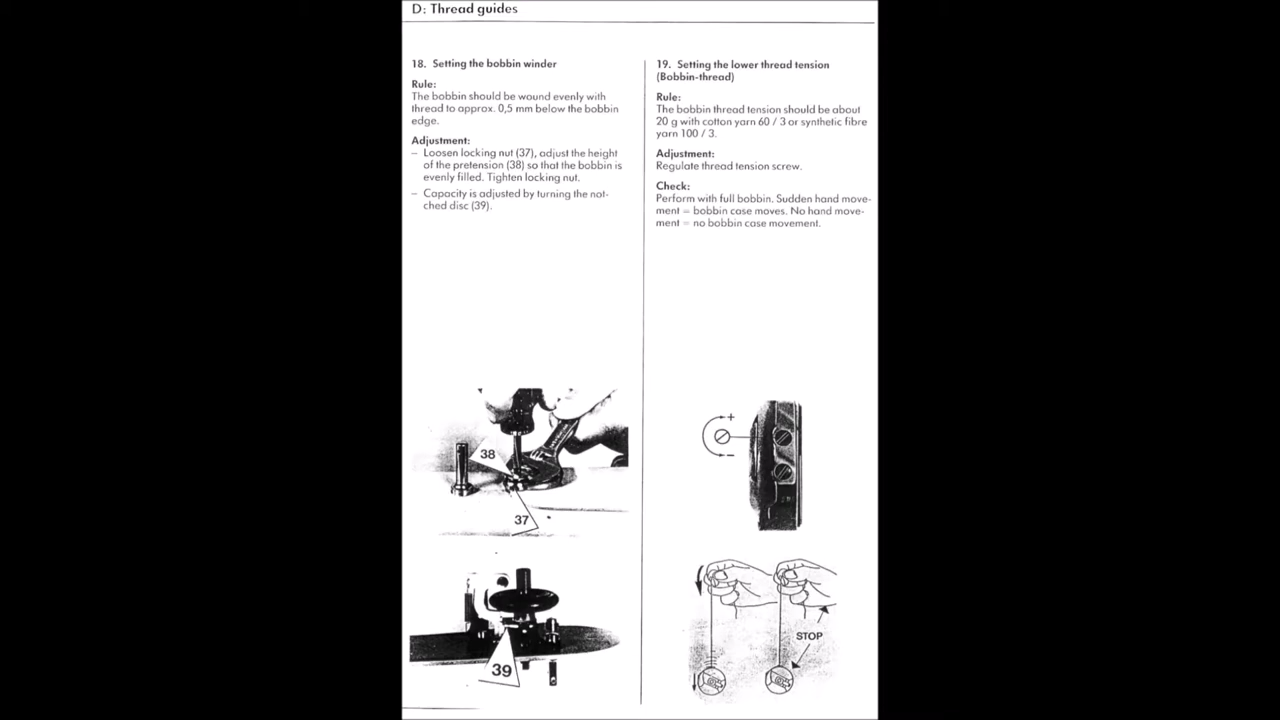 D: Thread guides
18. Setting the bobbin winder
Rule:
The bobbin should be wound evenly with
thread to approx. 0,5 mm below the bobbin
edge.
Adjustment:
– Loosen locking nut (37), adjust the height
of the pretension (38) so that the bobbin is
evenly filled. Tighten locking nut.
– Capacity is adjusted by turning the not-
ched disc (39).
38
37
39
19. Setting the lower thread tension
(Bobbin-thread)
Rule:
The bobbin thread tension should be about
20 g with cotton yarn 60 / 3 or synthetic fibre
yarn 100 / 3.
Adjustment:
Regulate thread tension screw.
Check:
Perform with full bobbin. Sudden hand move-
ment = bobbin case moves. No hand move-
ment = no bobbin case movement.
+
–
STOP